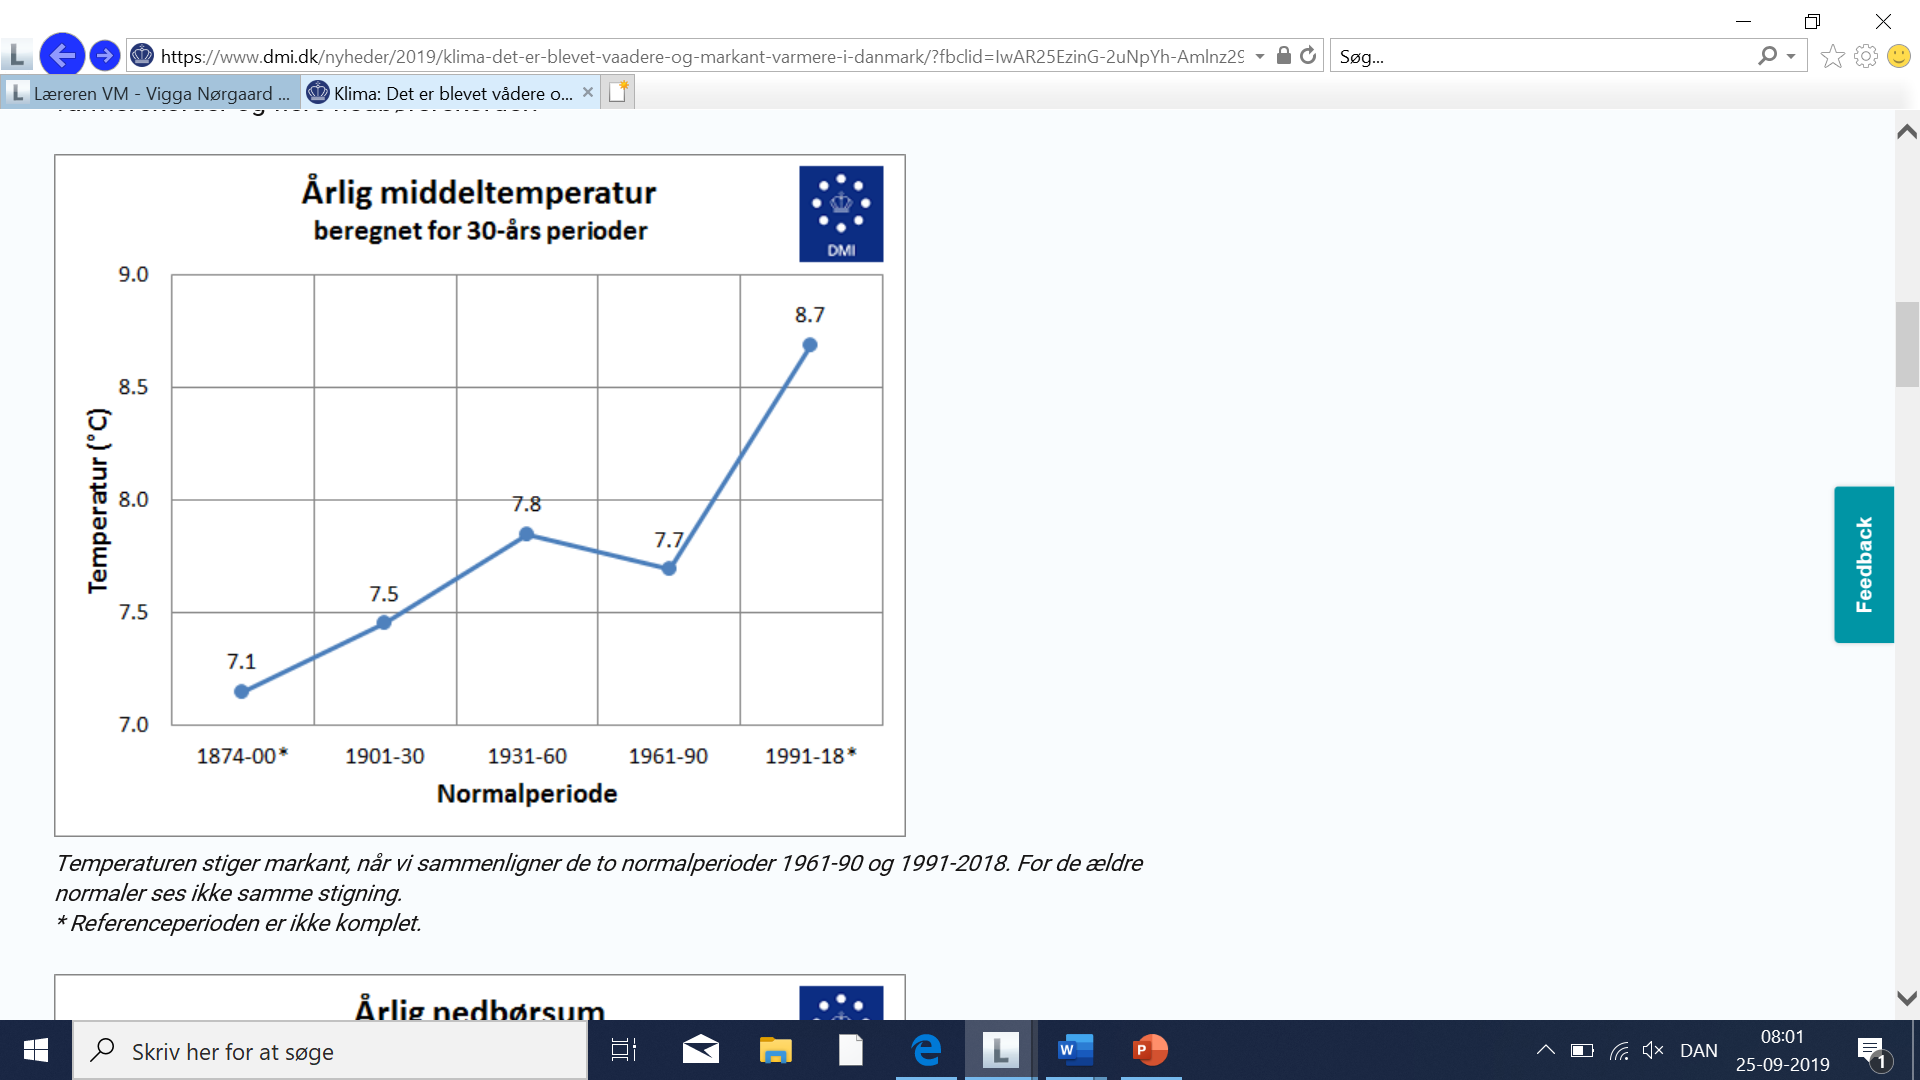 L
https://www.dmi.dk/nyheder/2019/klima-det-er-blevet-vaadere-og-markant-varmere-i-danmark/?fbclid=IwAR25EzinG-2uNpYh-Amlnz29
Søg...
L Læreren VM - Vigga Nørgaard ...
Klima: Det er blevet vådere o...
Årlig middeltemperatur
beregnet for 30-års perioder
DMI
9.0
8.7
8.5
Temperatur (°C)
8.0
7.8
7.7
7.5
7.5
7.1
7.0
1874-00* 1901-30 1931-60 1961-90 1991-18*
Normalperiode
Feedback
Temperaturen stiger markant, når vi sammenligner de to normalperioder 1961-90 og 1991-2018. For de ældre
normaler ses ikke samme stigning.
* Referenceperioden er ikke komplet.
Årlig nedbørsum
Skriv her for at søge
L
W
P
DAN
08:01
25-09-2019
1